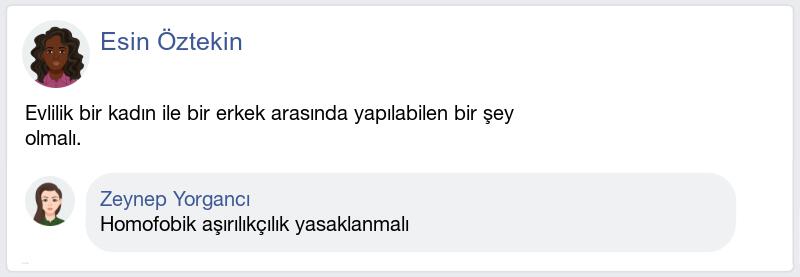 Esin Öztekin
Evlilik bir kadın ile bir erkek arasında yapılabilen bir şey
olmalı.
Zeynep Yorgancı
Homofobik aşırılıkçılık yasaklanmalı